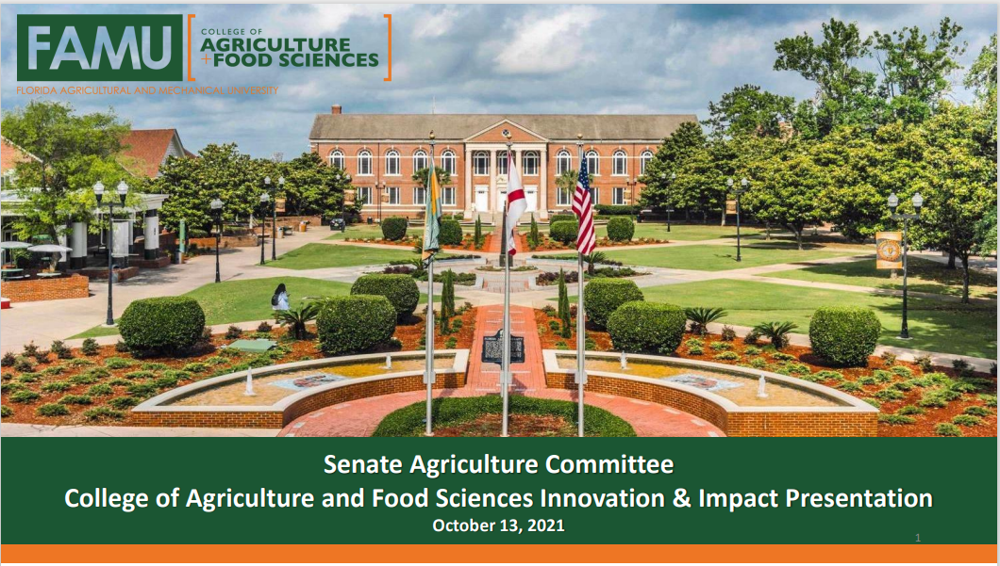 FAMU
COLLEGE OF
AGRICULTURE
+FOOD SCIENCES
FLORIDA AGRICULTURAL AND MECHANICAL UNIVERSITY
Senate Agriculture Committee
College of Agriculture and Food Sciences Innovation & Impact Presentation
October 13, 2021
1